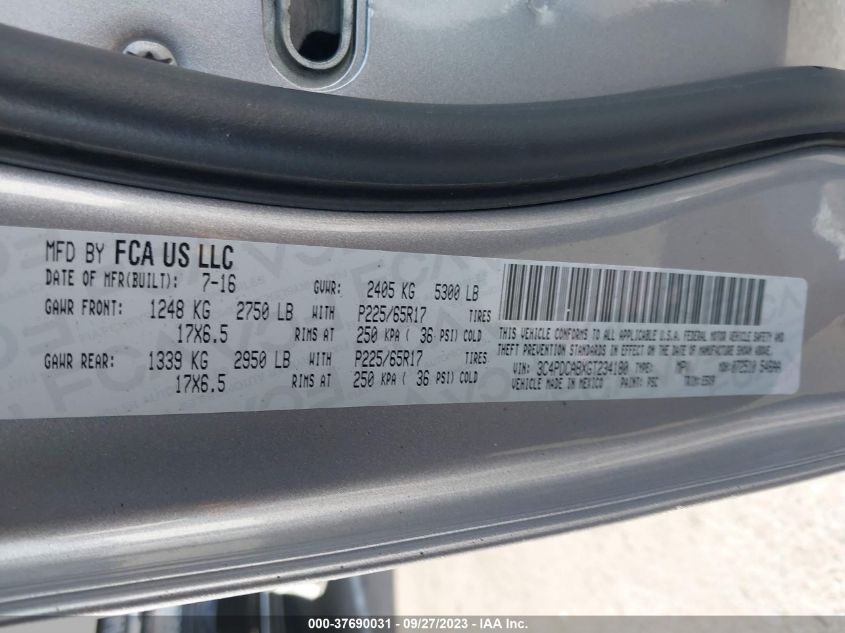 MFD BY FCA US LLC
DATE OF MFR(BUILT): 7-16 GVWR: 2405 KG 5300 LB
GAWR FRONT: 1248 KG 2750 LB WITH P225/65R17 TIRES
17X6.5 RIMS AT 250 KPA ( 36 PSI) COLD
GAWR REAR: 1339 KG 2950 LB WITH P225/65R17 TIRES
17X6.5 RIMS AT 250 KPA ( 36 PSI) COLD
THIS VEHICLE CONFORMS TO ALL APPLICABLE U.S.A. FEDERAL MOTOR VEHICLE SAFETY AND
THEFT PREVENTION STANDARDS IN EFFECT ON THE DATE OF MANUFACTURE SHOWN ABOVE.
VIN: 3C4PDCABXGT234180 TYPE: MPV MDH:
VEHICLE MADE IN MEXICO PAINT: PSC TRIM:
000-37690031 - 09/27/2023 - IAA Inc.